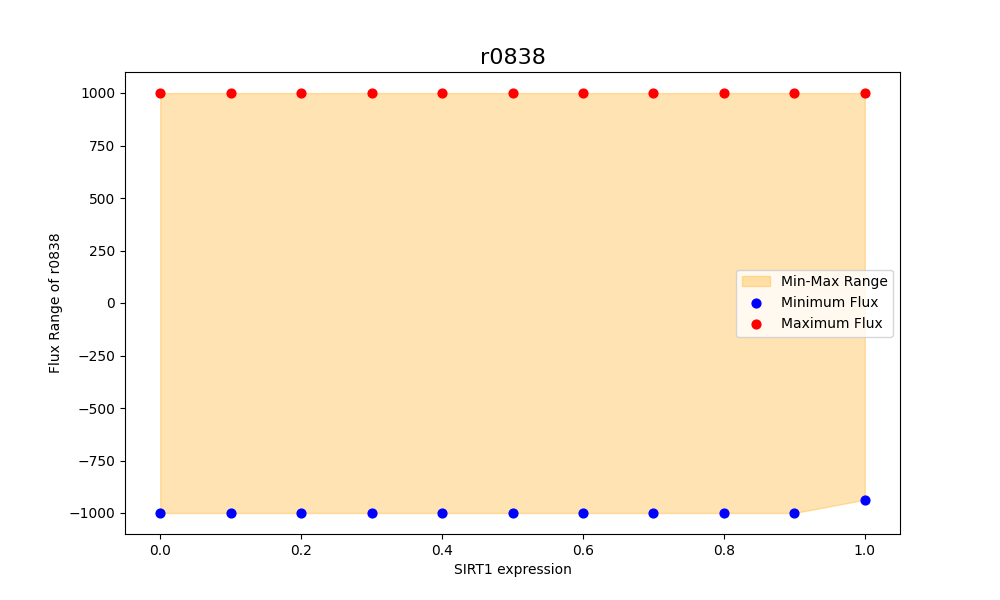 r0838
Flux Range of r0838
1000
750
500
250
0
−250
−500
−750
−1000
Min-Max Range
Minimum Flux
Maximum Flux
0.0 0.2 0.4 0.6 0.8 1.0
SIRT1 expression